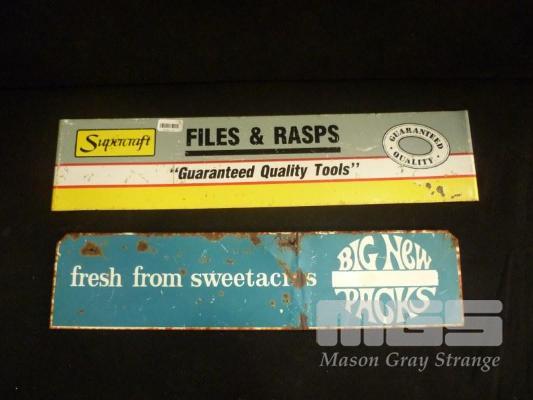 Supercraft
FILES & RASPS
GUARANTEED
QUALITY
"Guaranteed Quality Tools"
fresh from sweetacres
BIG NEW
PACKS
MGS
Mason Gray Strange